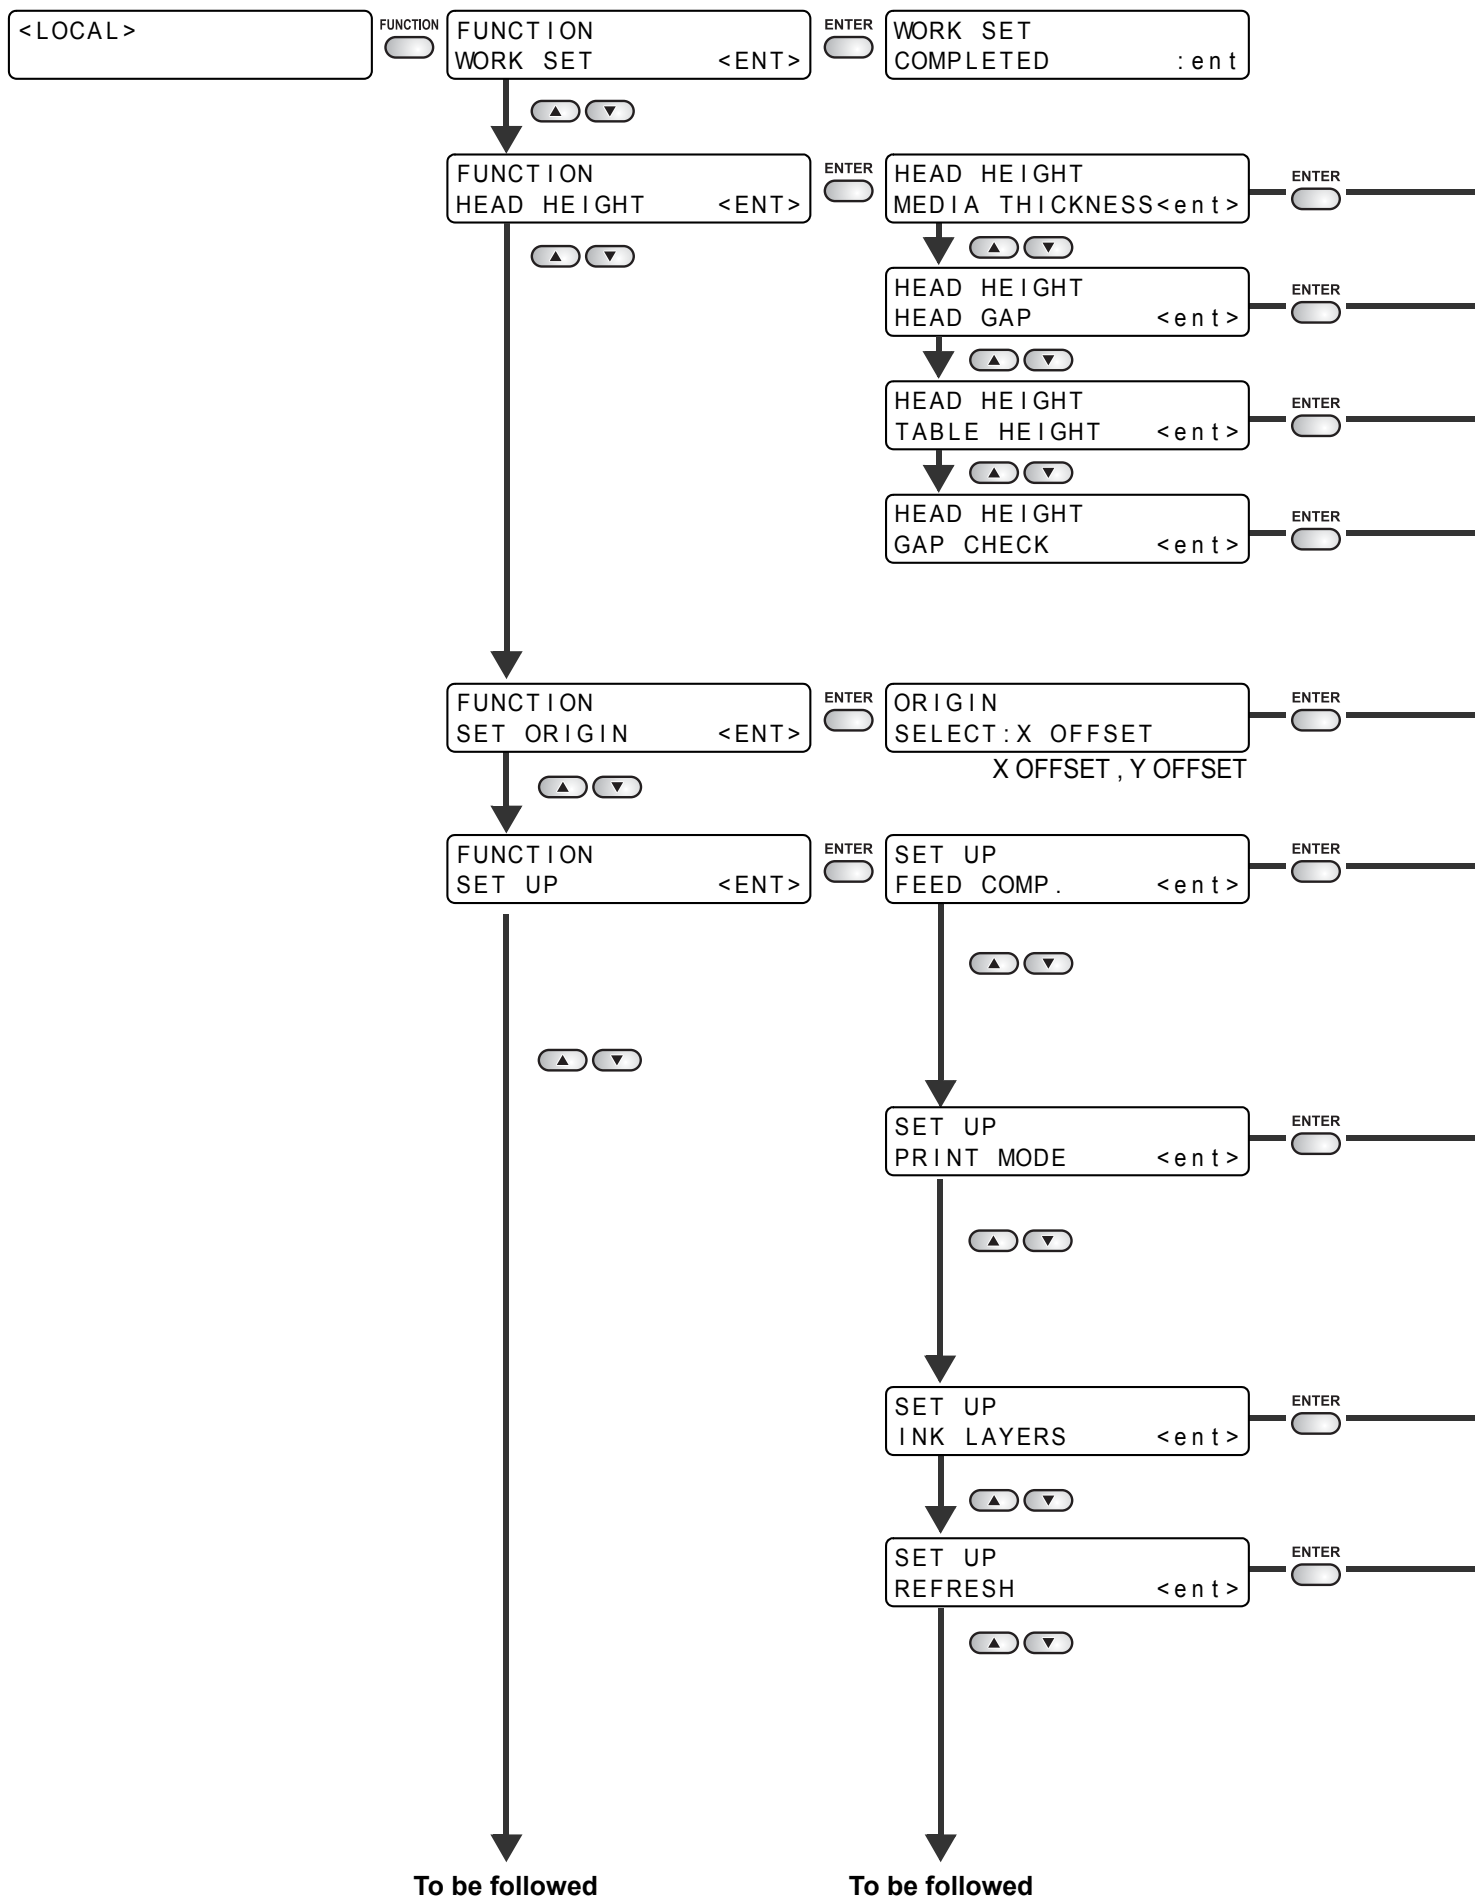 <LOCAL>
FUNCTION
FUNCTION
WORK SET <ENT>
ENTER
WORK SET
COMPLETED :ent
FUNCTION
HEAD HEIGHT <ENT>
ENTER
HEAD HEIGHT
MEDIA THICKNESS<ent>
ENTER
HEAD HEIGHT
HEAD GAP <ent>
ENTER
HEAD HEIGHT
TABLE HEIGHT <ent>
ENTER
HEAD HEIGHT
GAP CHECK <ent>
ENTER
FUNCTION
SET ORIGIN <ENT>
ENTER
ORIGIN
SELECT:X OFFSET
ENTER
X OFFSET , Y OFFSET
FUNCTION
SET UP <ENT>
ENTER
SET UP
FEED COMP. <ent>
ENTER
SET UP
PRINT MODE <ent>
ENTER
SET UP
INK LAYERS <ent>
ENTER
SET UP
REFRESH <ent>
ENTER
To be followed
To be followed